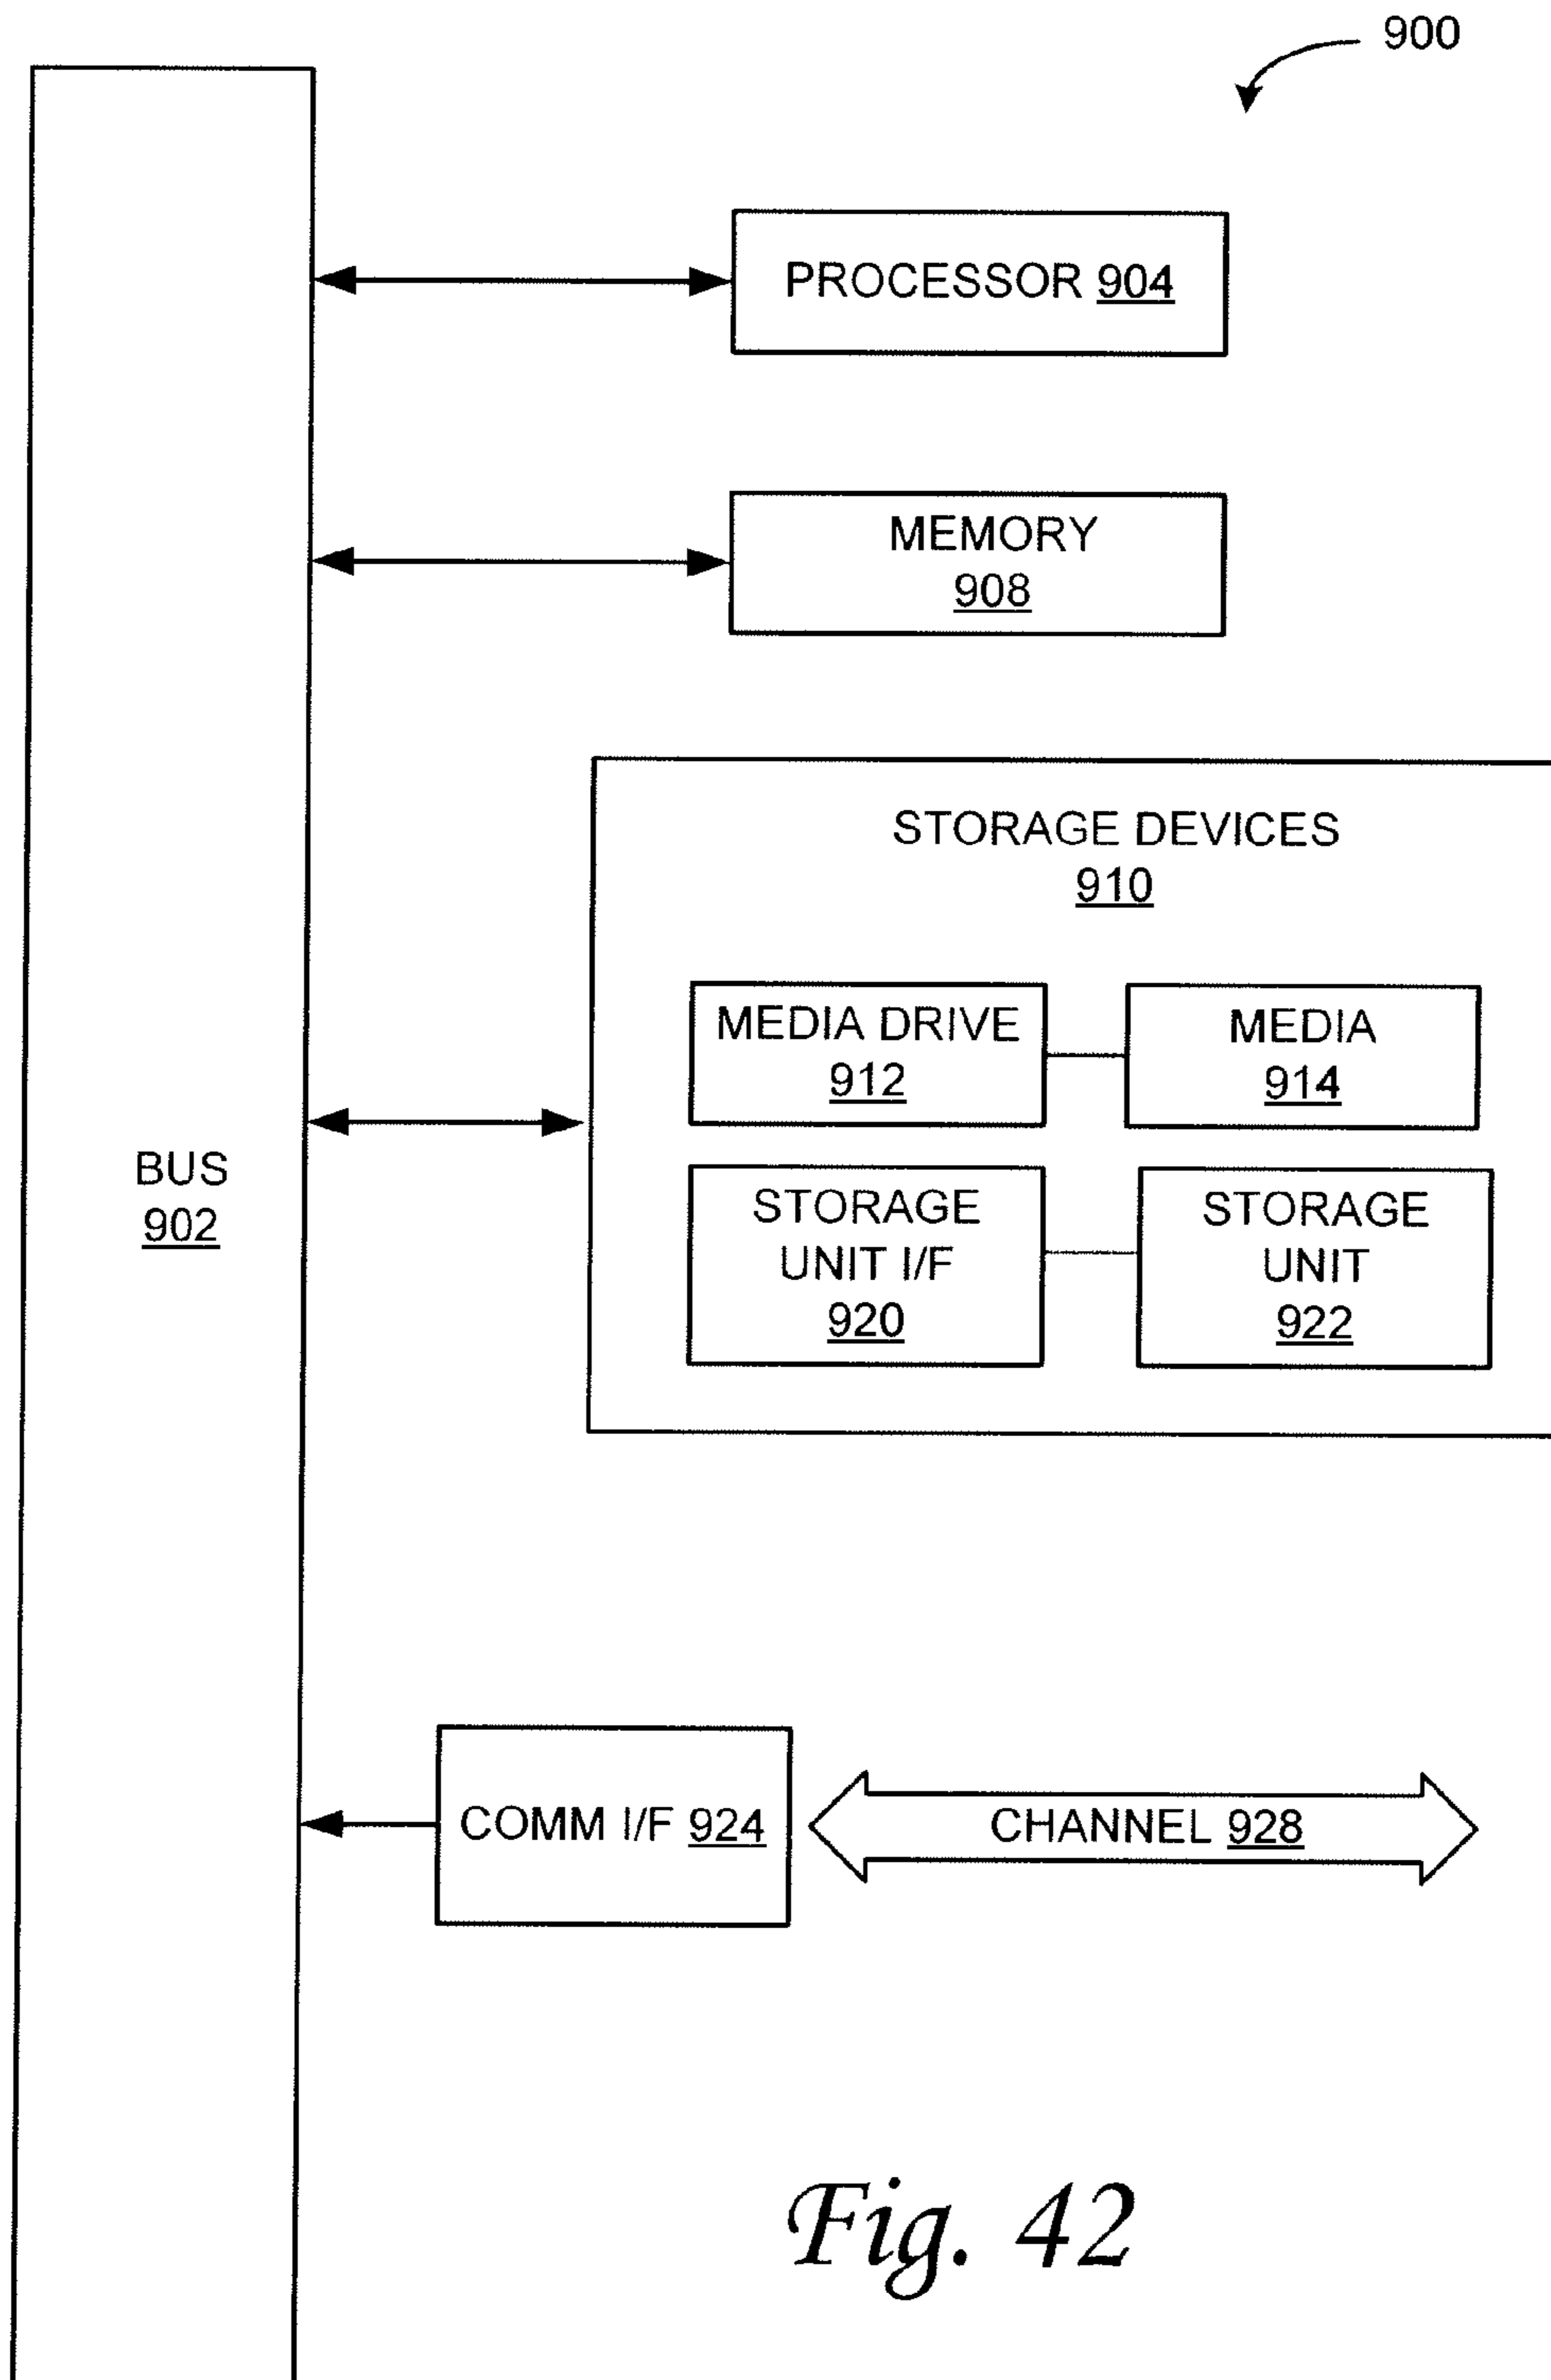 900
PROCESSOR 904
MEMORY
908
STORAGE DEVICES
910
MEDIA DRIVE
912
MEDIA
914
BUS
902
STORAGE
UNIT I/F
920
STORAGE
UNIT
922
COMM I/F 924
CHANNEL 928
Fig. 42